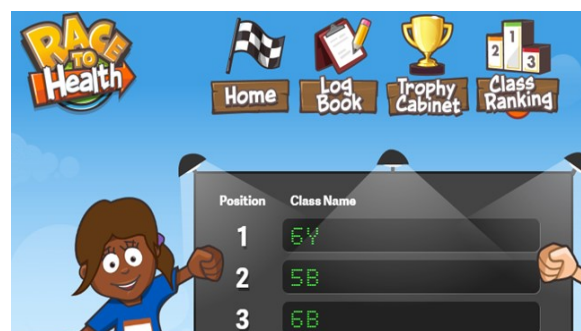 RACE
TO
Health
Home
Log
Book
Trophy
Cabinet
2 1 3
Class
Ranking
Position Class Name
1 6Y
2 5B
3 6B